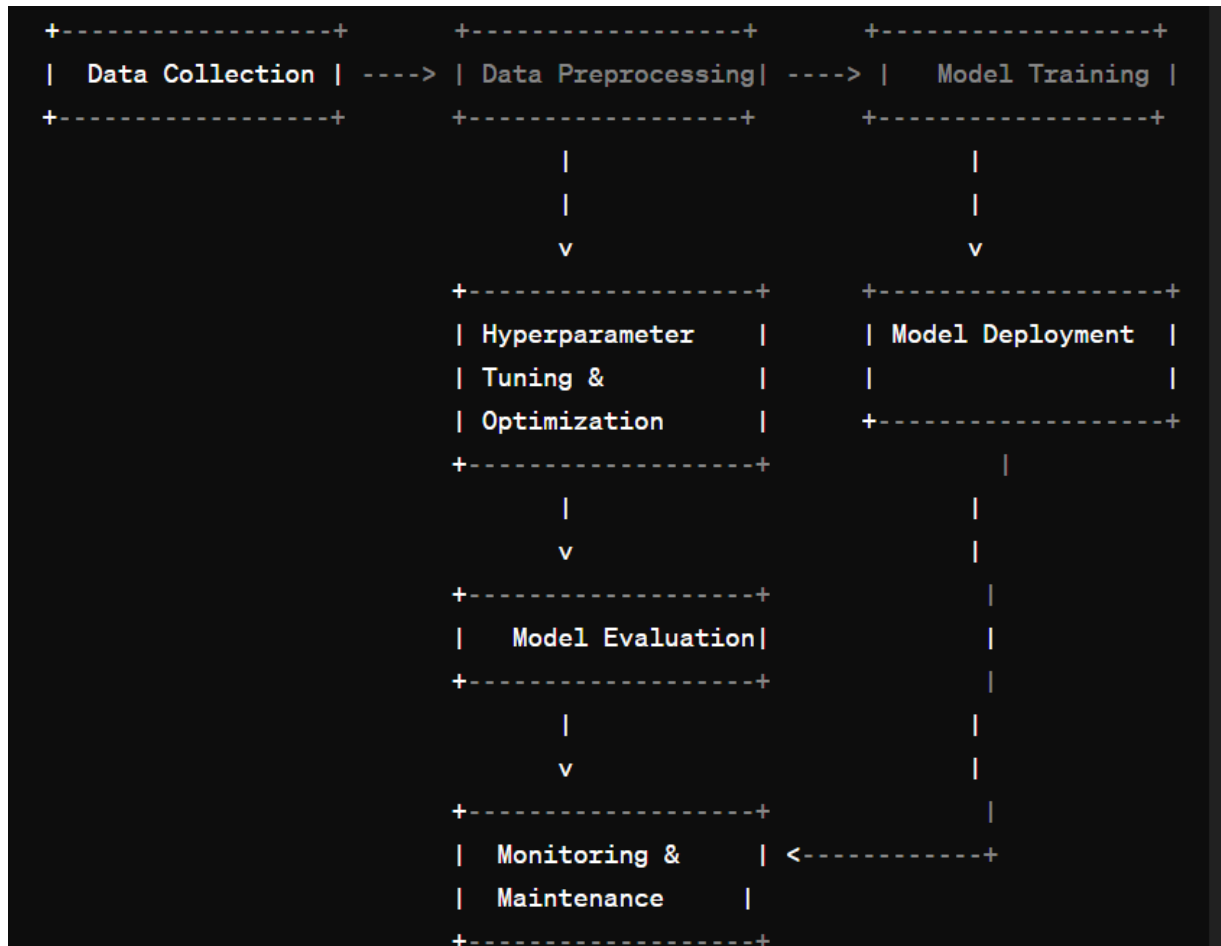 +------------------+       +------------------+       +------------------+
|  Data Collection | ----> | Data Preprocessing| ----> |   Model Training |
+------------------+       +------------------+       +------------------+
                                  |                          |
                                  |                          |
                                  v                          v
                           +-------------------+      +-------------------+
                           | Hyperparameter    |      | Model Deployment  |
                           | Tuning &          |      |                   |
                           | Optimization      |      +-------------------+
                           +-------------------+               |
                                  |                          |
                                  v                          |
                           +-------------------+              |
                           |   Model Evaluation|              |
                           +-------------------+              |
                                  |                          |
                                  v                          |
                           +-------------------+              |
                           |  Monitoring &     | <------------+
                           |  Maintenance     |
                           +-------------------+